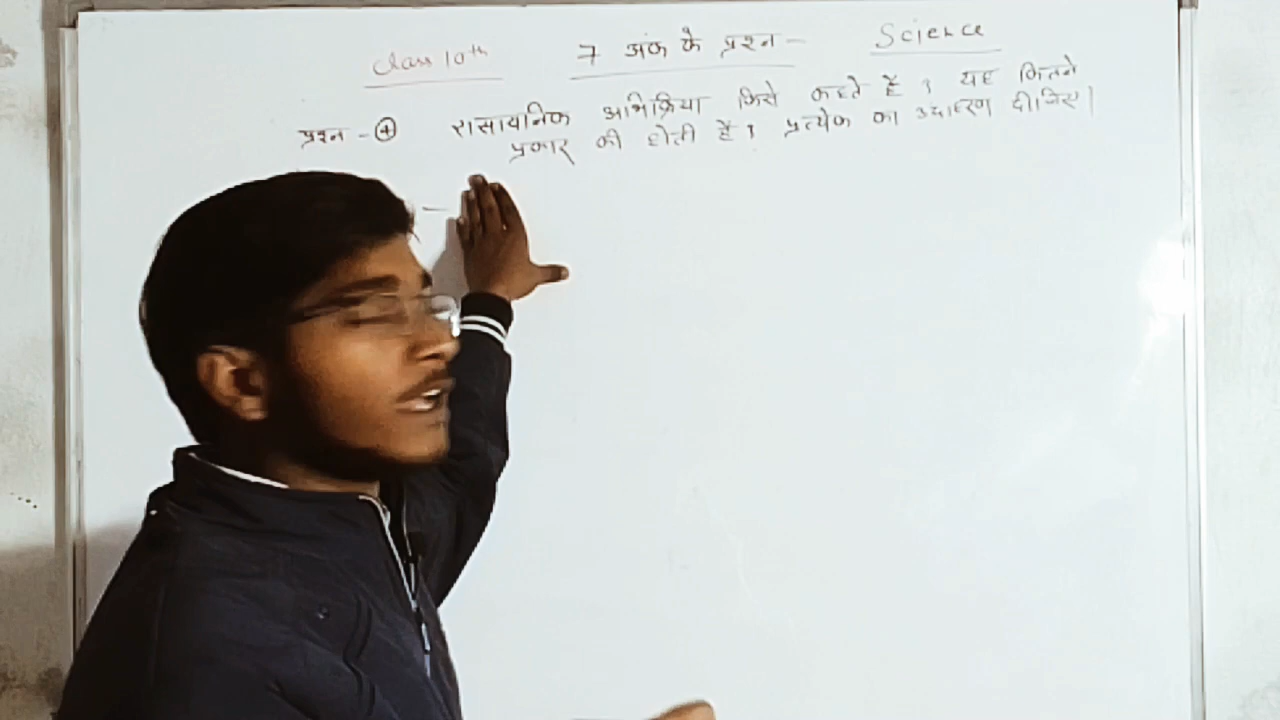 Class 10th 7 अंक के प्रश्न - Science
प्रश्न - ④ रासायनिक अभिक्रिया किसे कहते हैं ? यह कितने
प्रकार की होती हैं ? प्रत्येक का उदाहरण दीजिए।